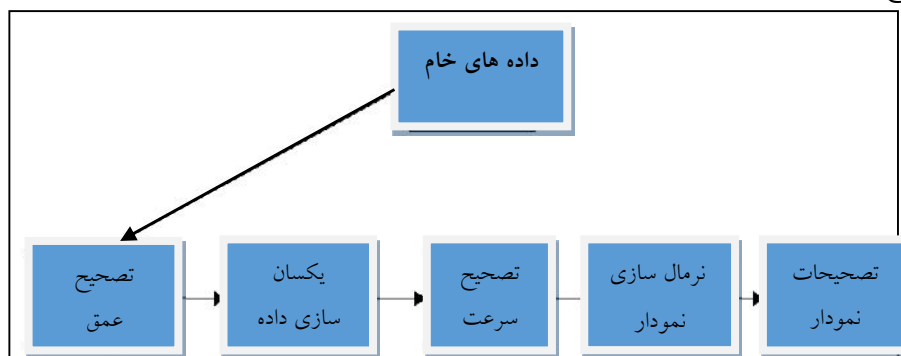 داده های خام
تصحیح
عمق
یکسان
سازی داده
تصحیح
سرعت
نرمال سازی
نمودار
تصحیحات
نمودار